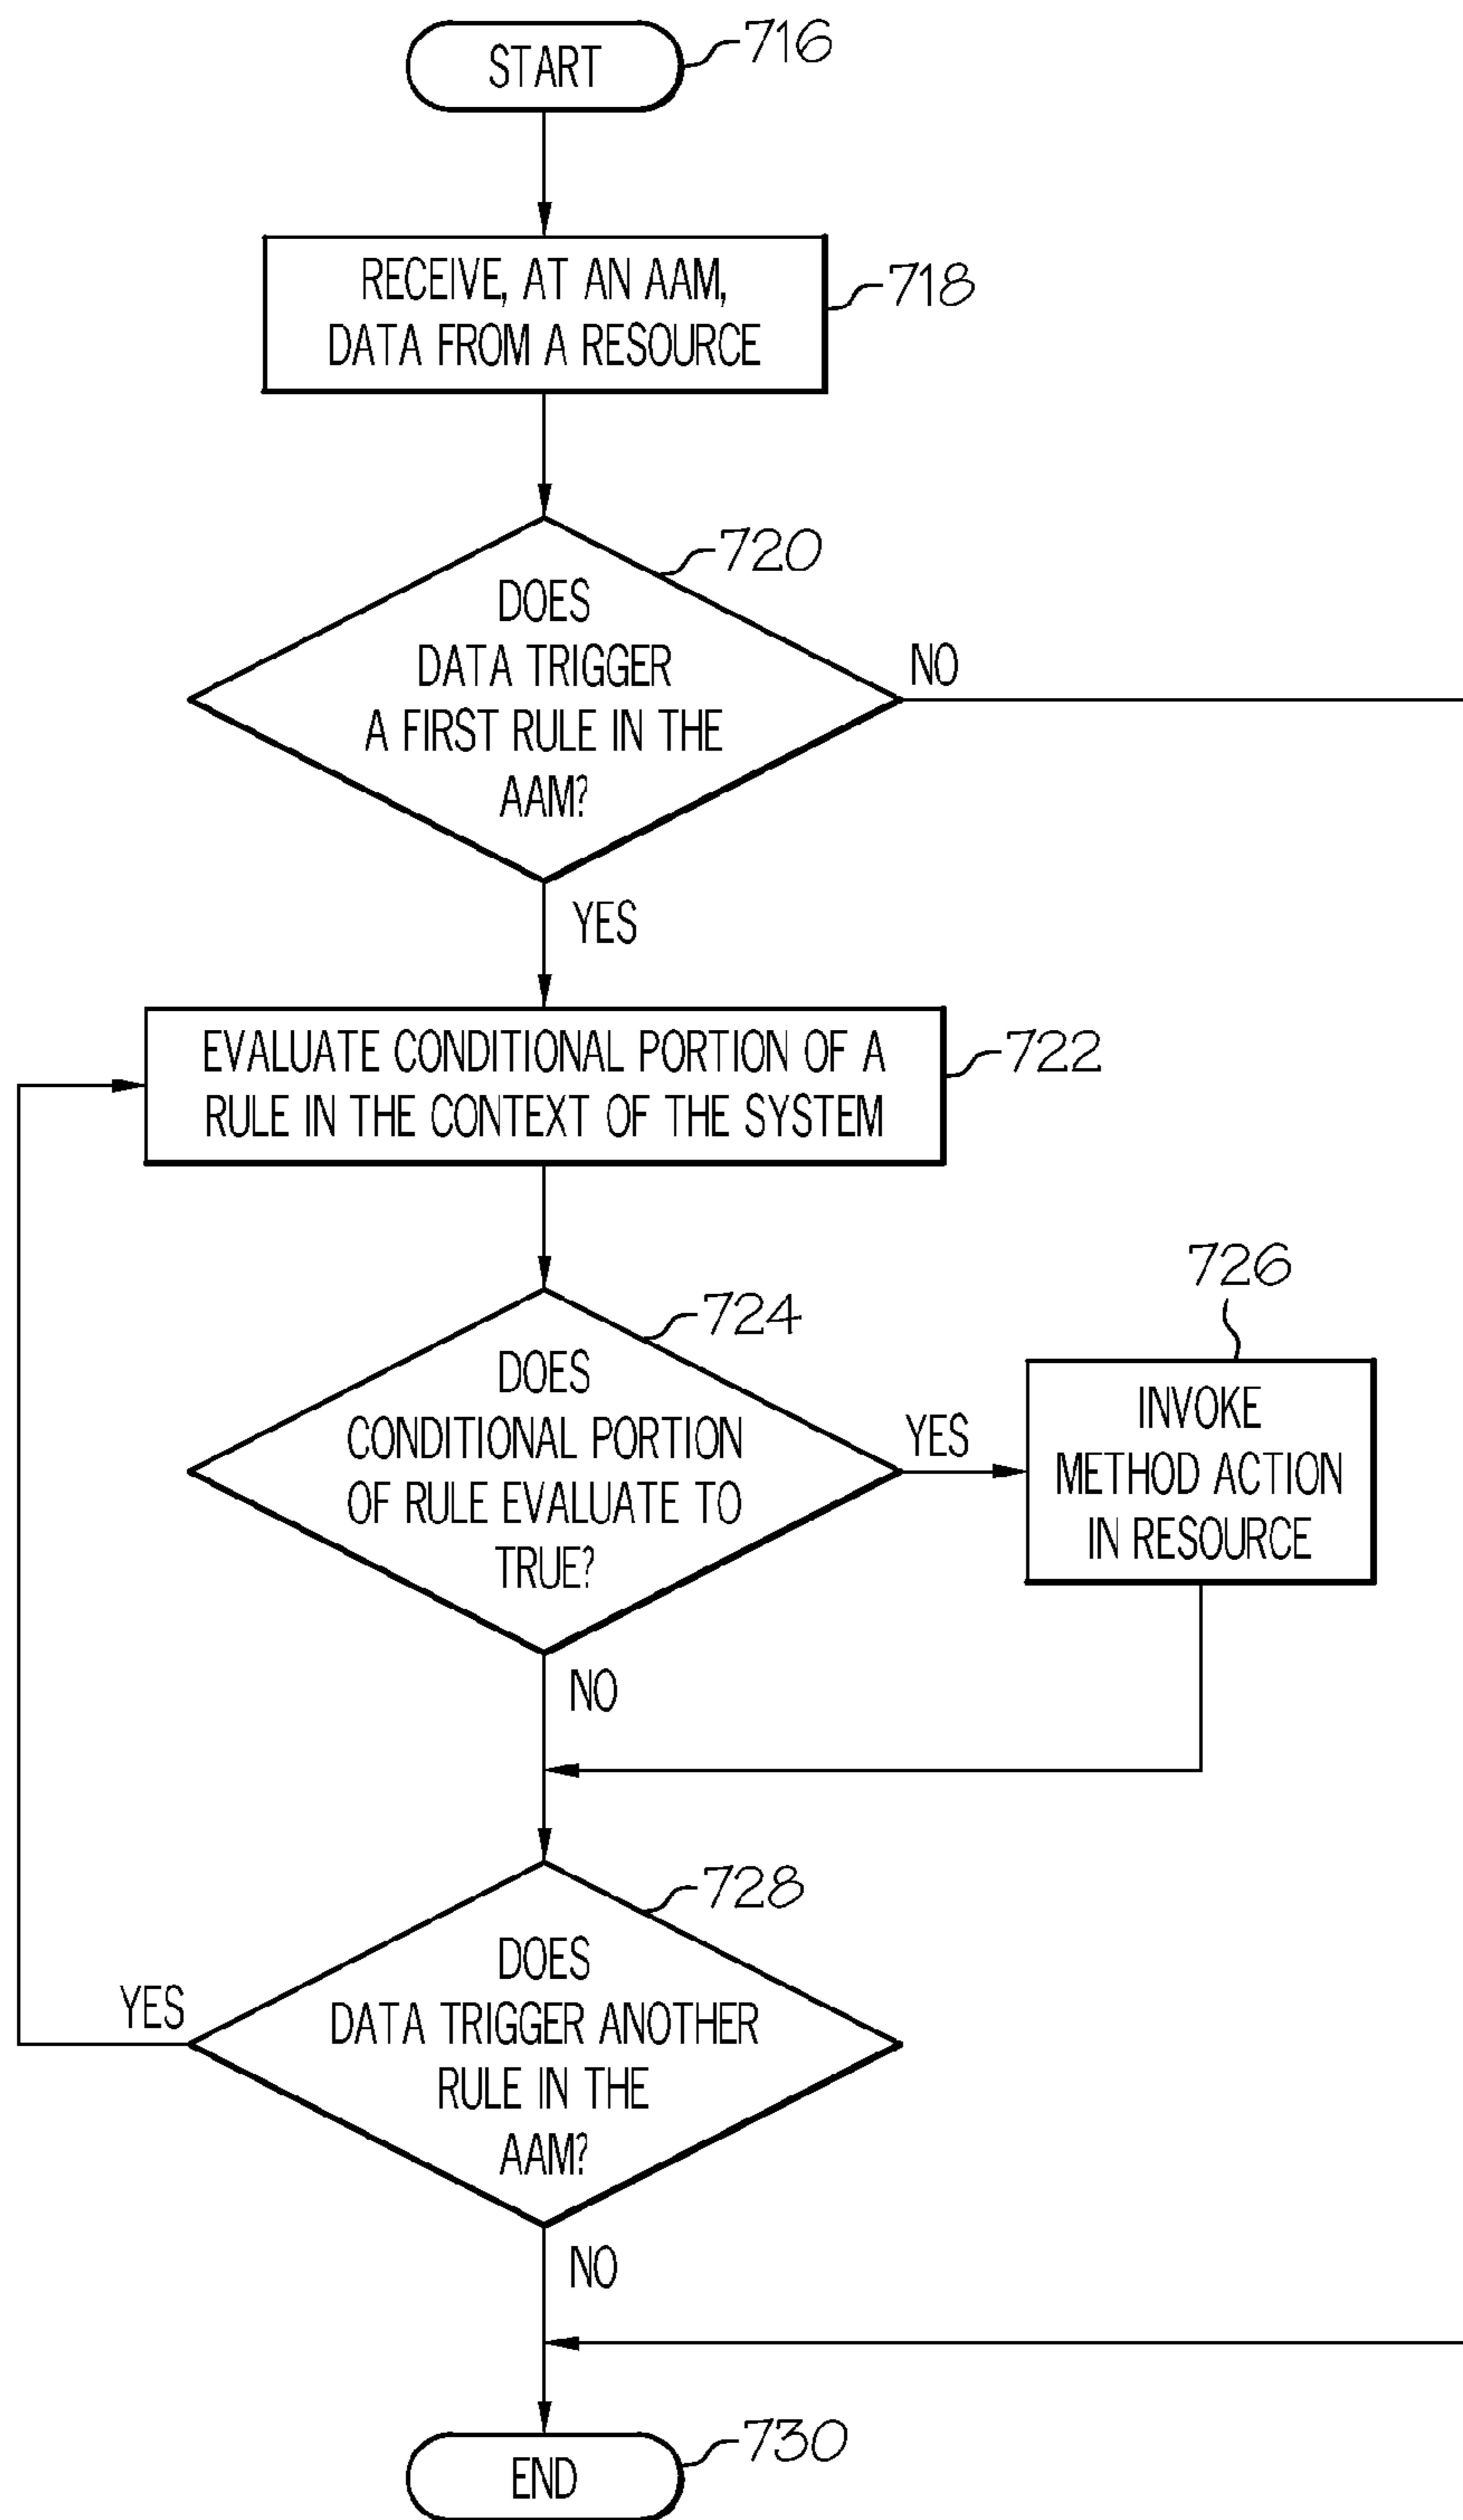 START
716
RECEIVE, AT AN AAM,
DATA FROM A RESOURCE
718
720
DOES
DATA TRIGGER
A FIRST RULE IN THE
AAM?
NO
YES
EVALUATE CONDITIONAL PORTION OF A
RULE IN THE CONTEXT OF THE SYSTEM
722
724
DOES
CONDITIONAL PORTION
OF RULE EVALUATE TO
TRUE?
YES
726
INVOKE
METHOD ACTION
IN RESOURCE
NO
728
DOES
DATA TRIGGER ANOTHER
RULE IN THE
AAM?
YES
NO
END
730